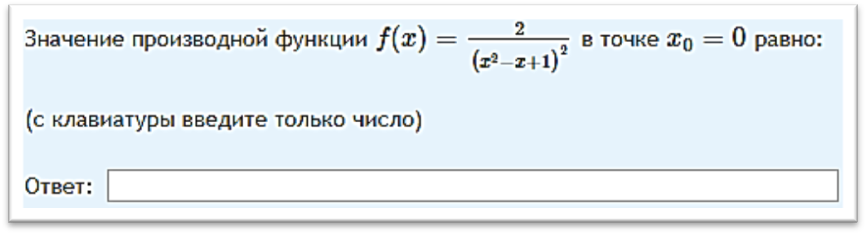 Значение производной функции f(x) = 2/(x²−x+1)² в точке x₀ = 0 равно:
(с клавиатуры введите только число)
Ответ: